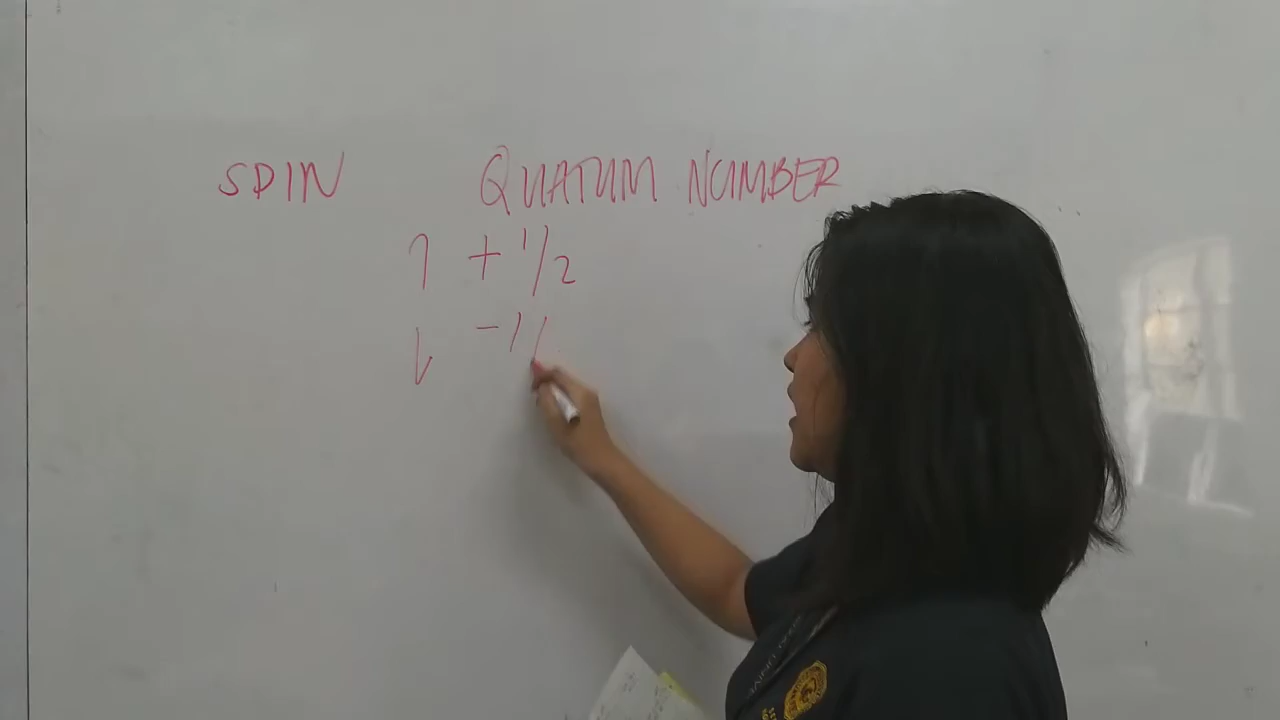 SPIN QUATUM NUMBER
↿ + 1/2
⇂ - 1/